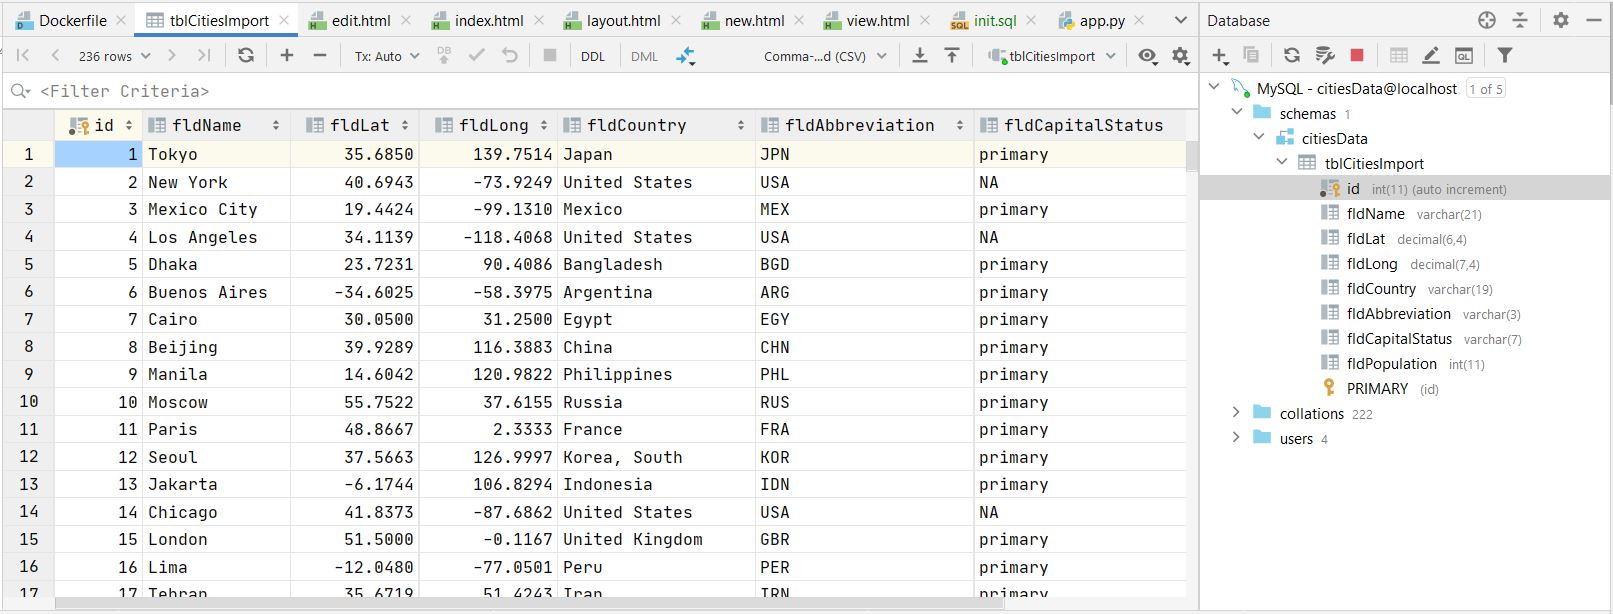 Dockerfile tblCitiesImport edit.html index.html layout.html new.html view.html init.sql app.py Database
236 rows Tx: Auto DB DDL DML Comma-...d (CSV) tblCitiesImport
<Filter Criteria>
id fldName fldLat fldLong fldCountry fldAbbreviation fldCapitalStatus
1 1 Tokyo 35.6850 139.7514 Japan JPN primary
2 2 New York 40.6943 -73.9249 United States USA NA
3 3 Mexico City 19.4424 -99.1310 Mexico MEX primary
4 4 Los Angeles 34.1139 -118.4068 United States USA NA
5 5 Dhaka 23.7231 90.4086 Bangladesh BGD primary
6 6 Buenos Aires -34.6025 -58.3975 Argentina ARG primary
7 7 Cairo 30.0500 31.2500 Egypt EGY primary
8 8 Beijing 39.9289 116.3883 China CHN primary
9 9 Manila 14.6042 120.9822 Philippines PHL primary
10 10 Moscow 55.7522 37.6155 Russia RUS primary
11 11 Paris 48.8667 2.3333 France FRA primary
12 12 Seoul 37.5663 126.9997 Korea, South KOR primary
13 13 Jakarta -6.1744 106.8294 Indonesia IDN primary
14 14 Chicago 41.8373 -87.6862 United States USA NA
15 15 London 51.5000 -0.1167 United Kingdom GBR primary
16 16 Lima -12.0480 -77.0501 Peru PER primary
17 17 Tehran 35.6719 51.4243 Iran IRN primary
MySQL - citiesData@localhost 1 of 5
schemas 1
citiesData
tblCitiesImport
id int(11) (auto increment)
fldName varchar(21)
fldLat decimal(6,4)
fldLong decimal(7,4)
fldCountry varchar(19)
fldAbbreviation varchar(3)
fldCapitalStatus varchar(7)
fldPopulation int(11)
PRIMARY (id)
collations 222
users 4